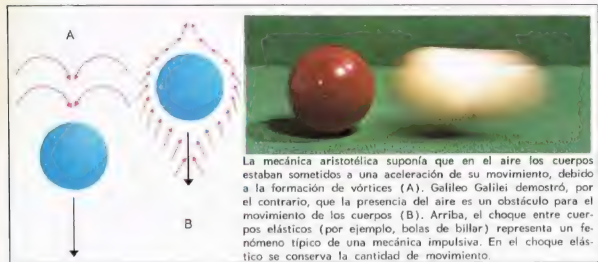 A
B
La mecánica aristotélica suponía que en el aire los cuerpos
estaban sometidos a una aceleración de su movimiento, debido
a la formación de vórtices (A). Galileo Galilei demostró, por
el contrario, que la presencia del aire es un obstáculo para el
movimiento de los cuerpos (B). Arriba, el choque entre cuer-
pos elásticos (por ejemplo, bolas de billar) representa un fe-
nómeno típico de una mecánica impulsiva. En el choque elás-
tico se conserva la cantidad de movimiento.